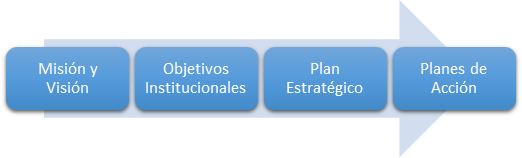 Misión y
Visión
Objetivos
Institucionales
Plan
Estratégico
Planes de
Acción